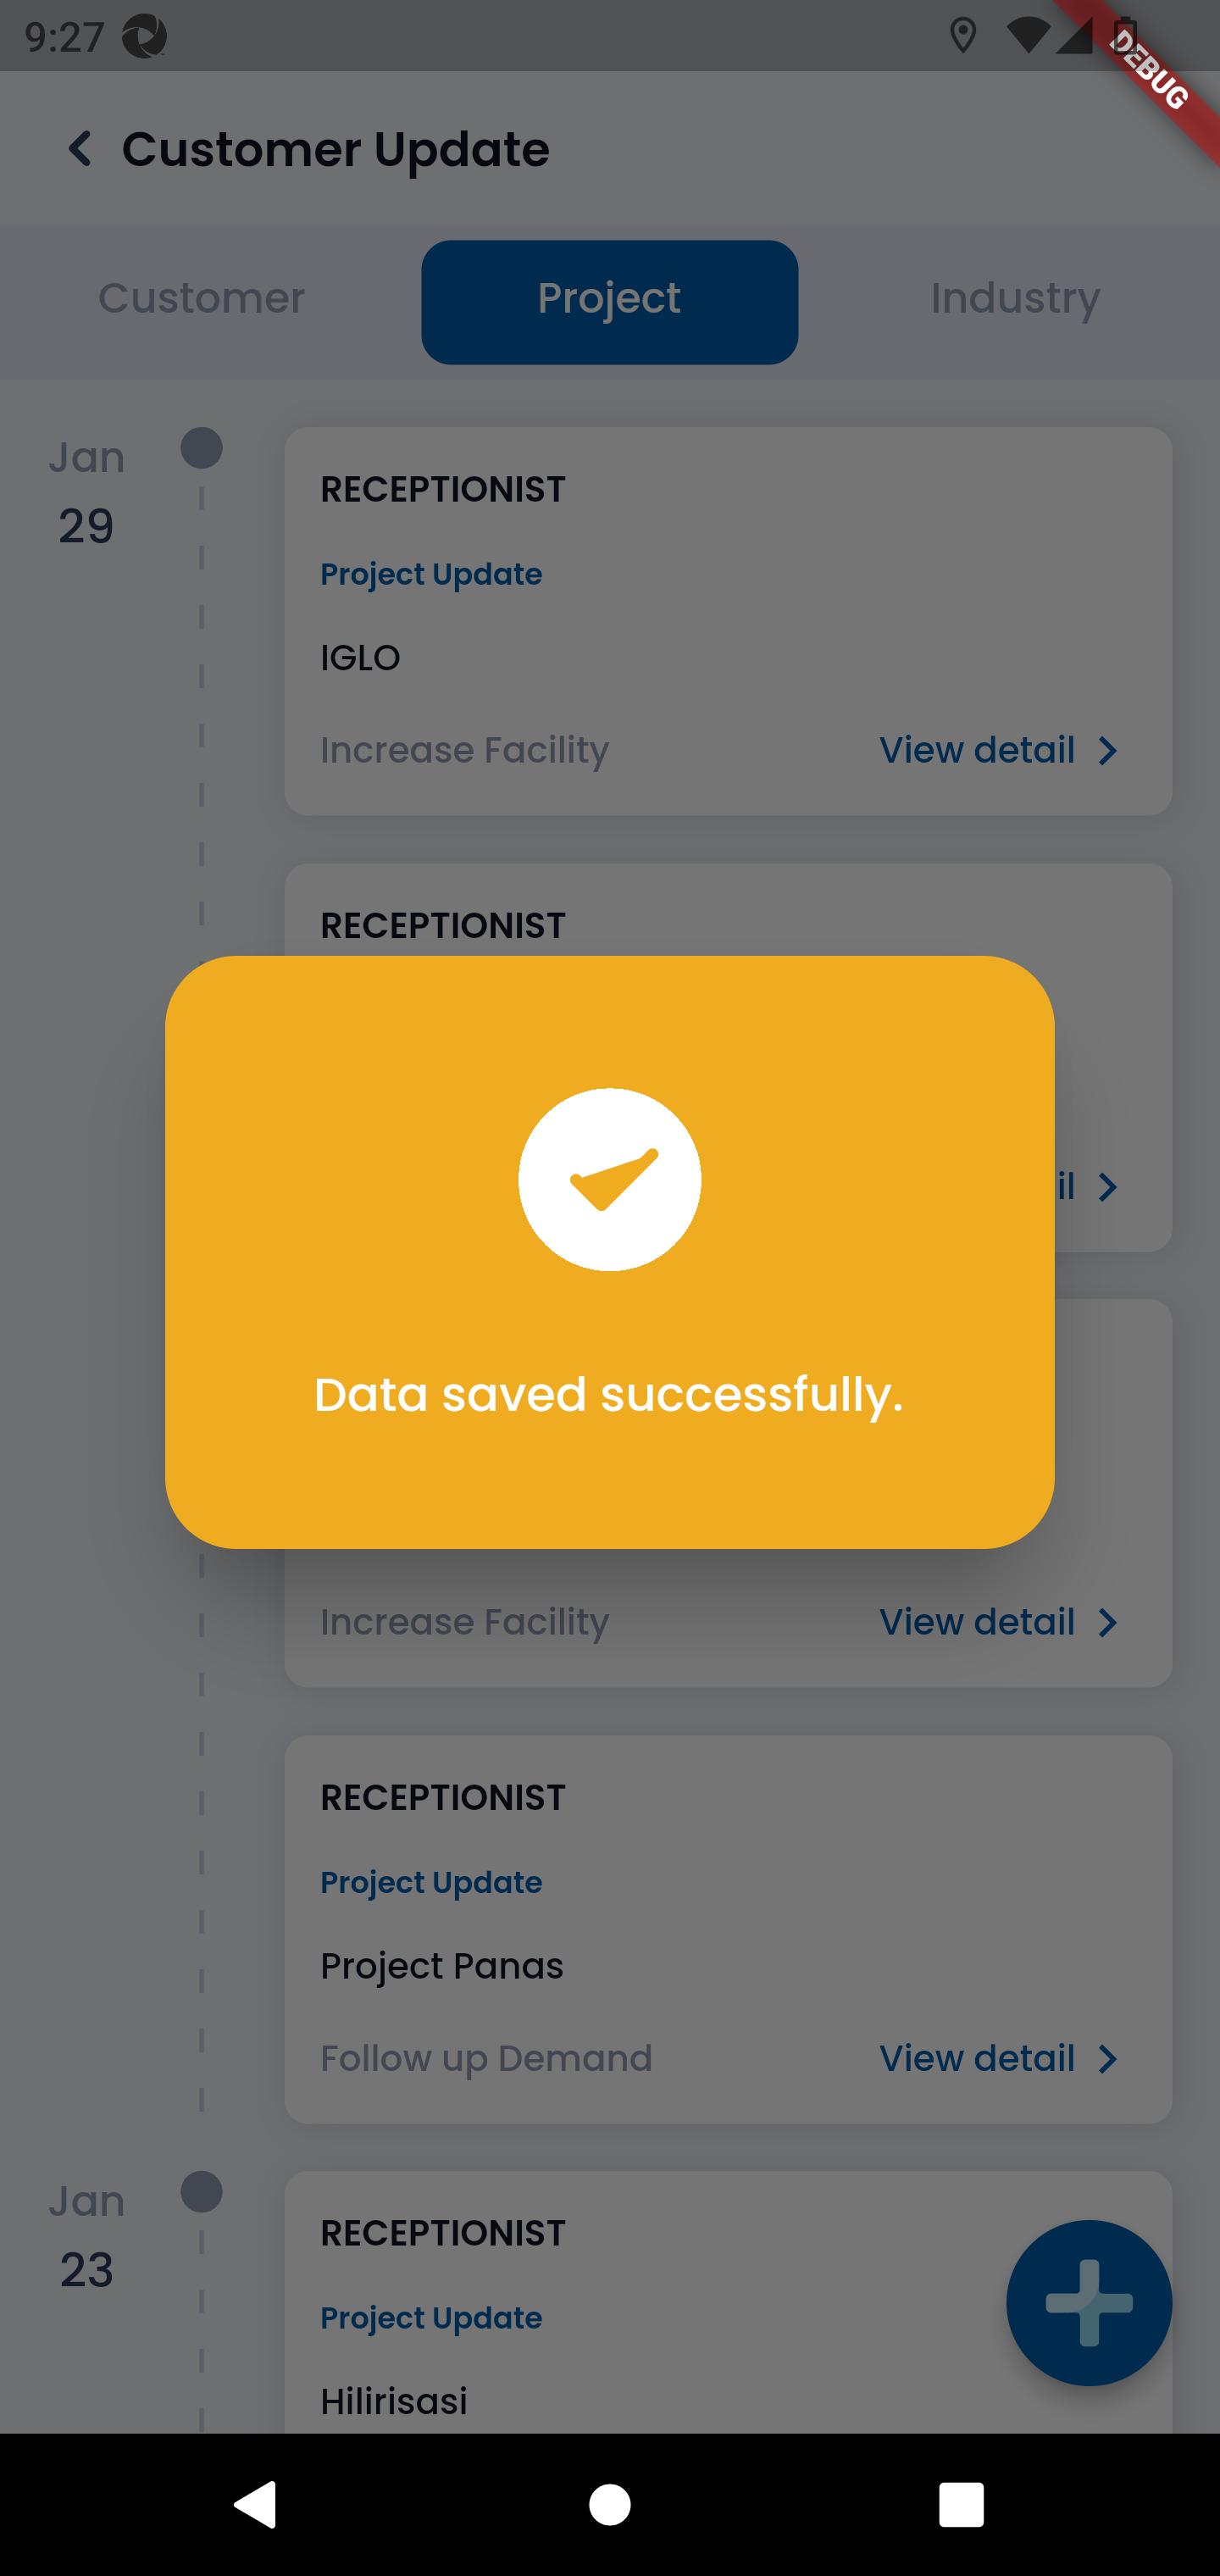 9:27
DEBUG
Customer Update
Customer Project Industry
Jan
29
RECEPTIONIST
Project Update
IGLO
Increase Facility View detail
RECEPTIONIST
il
Data saved successfully.
Increase Facility View detail
RECEPTIONIST
Project Update
Project Panas
Follow up Demand View detail
Jan
23
RECEPTIONIST
Project Update
Hilirisasi